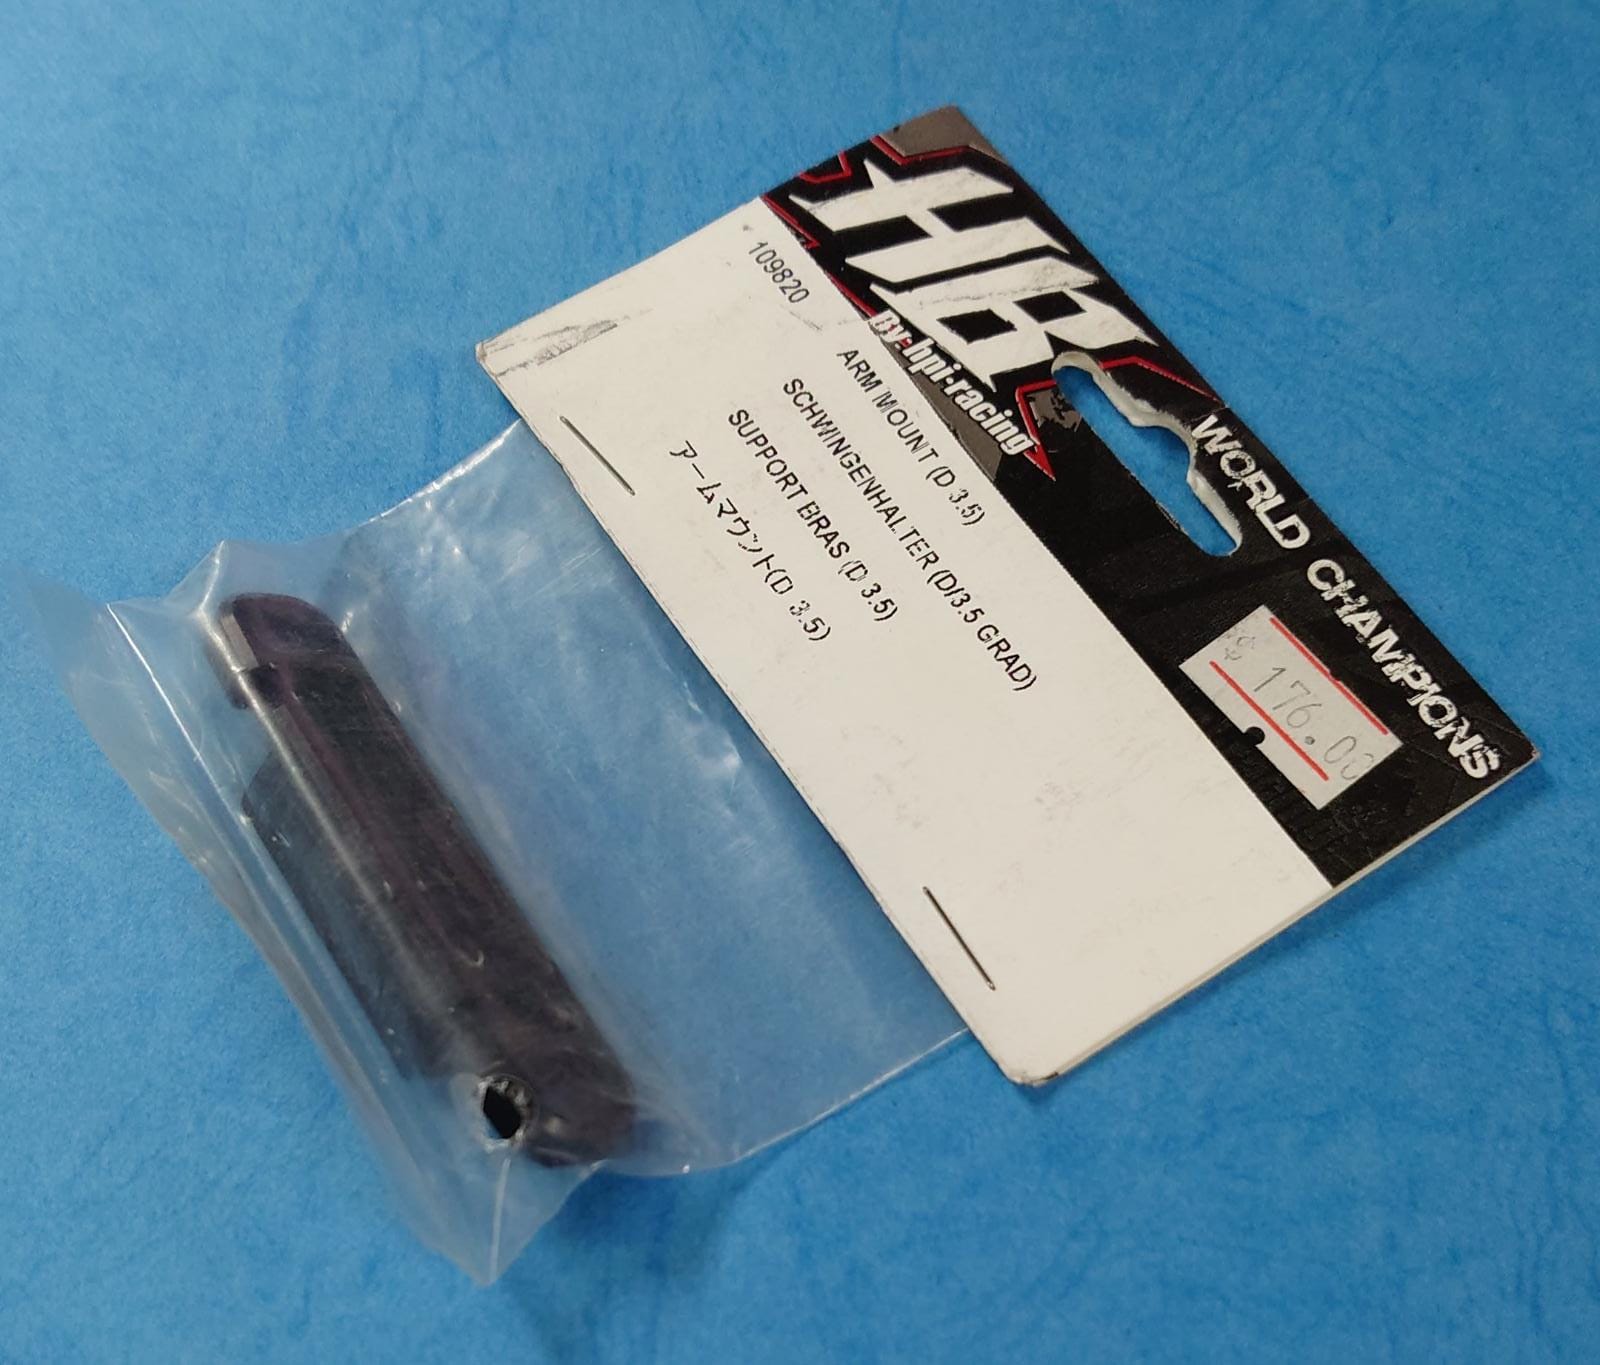 HB
By:hpi-racing
WORLD CHAMPIONS
$ 176.00
109820
ARM MOUNT (D 3.5)
SCHWINGENHALTER (D/3.5 GRAD)
SUPPORT BRAS (D 3.5)
アームマウント(D 3.5)